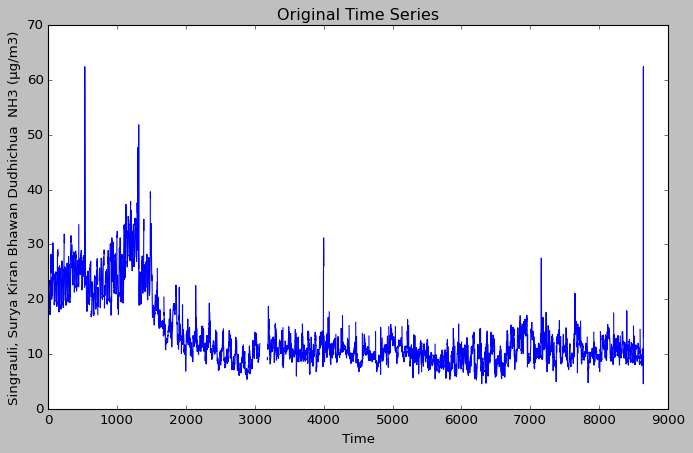 Original Time Series
Singrauli, Surya Kiran Bhawan Dudhichua  NH3 (µg/m3)
70
60
50
40
30
20
10
0
0 1000 2000 3000 4000 5000 6000 7000 8000 9000
Time